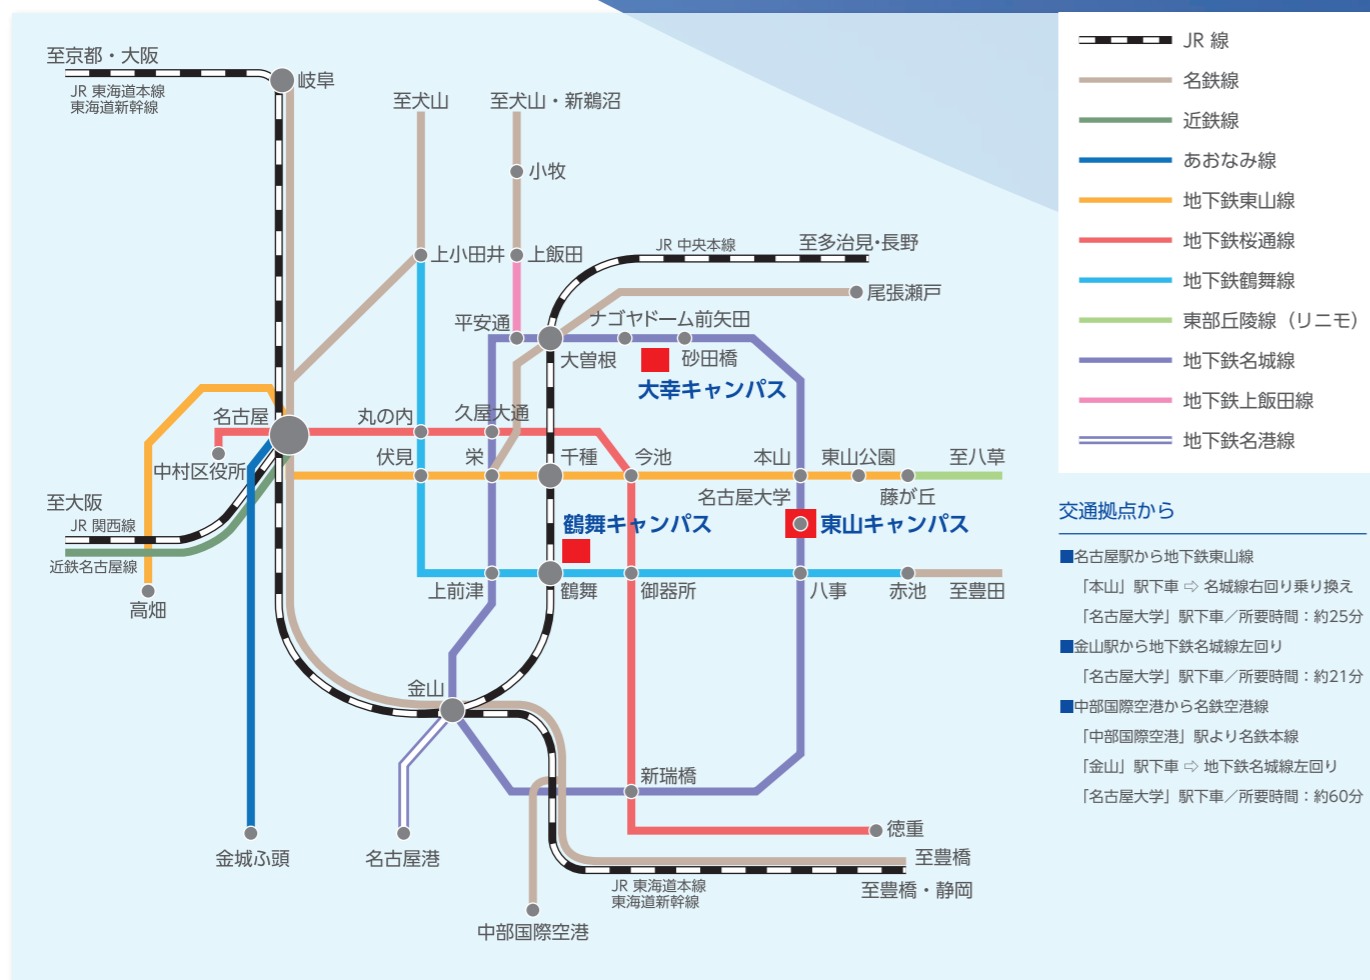 至京都・大阪
JR 東海道本線
東海道新幹線
岐阜
至犬山
至犬山・新鵜沼
小牧
上小田井
上飯田
JR 中央本線
至多治見・長野
尾張瀬戸
平安通
ナゴヤドーム前矢田
大曽根
砂田橋
大幸キャンパス
名古屋
丸の内
久屋大通
中村区役所
伏見
栄
千種
今池
本山
東山公園
至八草
名古屋大学
藤が丘
至大阪
JR 関西線
近鉄名古屋線
鶴舞キャンパス
東山キャンパス
高畑
上前津
鶴舞
御器所
八事
赤池
至豊田
金山
新瑞橋
金城ふ頭
名古屋港
徳重
至豊橋
JR 東海道本線
東海道新幹線
至豊橋・静岡
中部国際空港
JR 線
名鉄線
近鉄線
あおなみ線
地下鉄東山線
地下鉄桜通線
地下鉄鶴舞線
東部丘陵線（リニモ）
地下鉄名城線
地下鉄上飯田線
地下鉄名港線
交通拠点から
■名古屋駅から地下鉄東山線
「本山」駅下車 ⇨ 名城線右回り乗り換え
「名古屋大学」駅下車／所要時間：約25分
■金山駅から地下鉄名城線左回り
「名古屋大学」駅下車／所要時間：約21分
■中部国際空港から名鉄空港線
「中部国際空港」駅より名鉄本線
「金山」駅下車 ⇨ 地下鉄名城線左回り
「名古屋大学」駅下車／所要時間：約60分